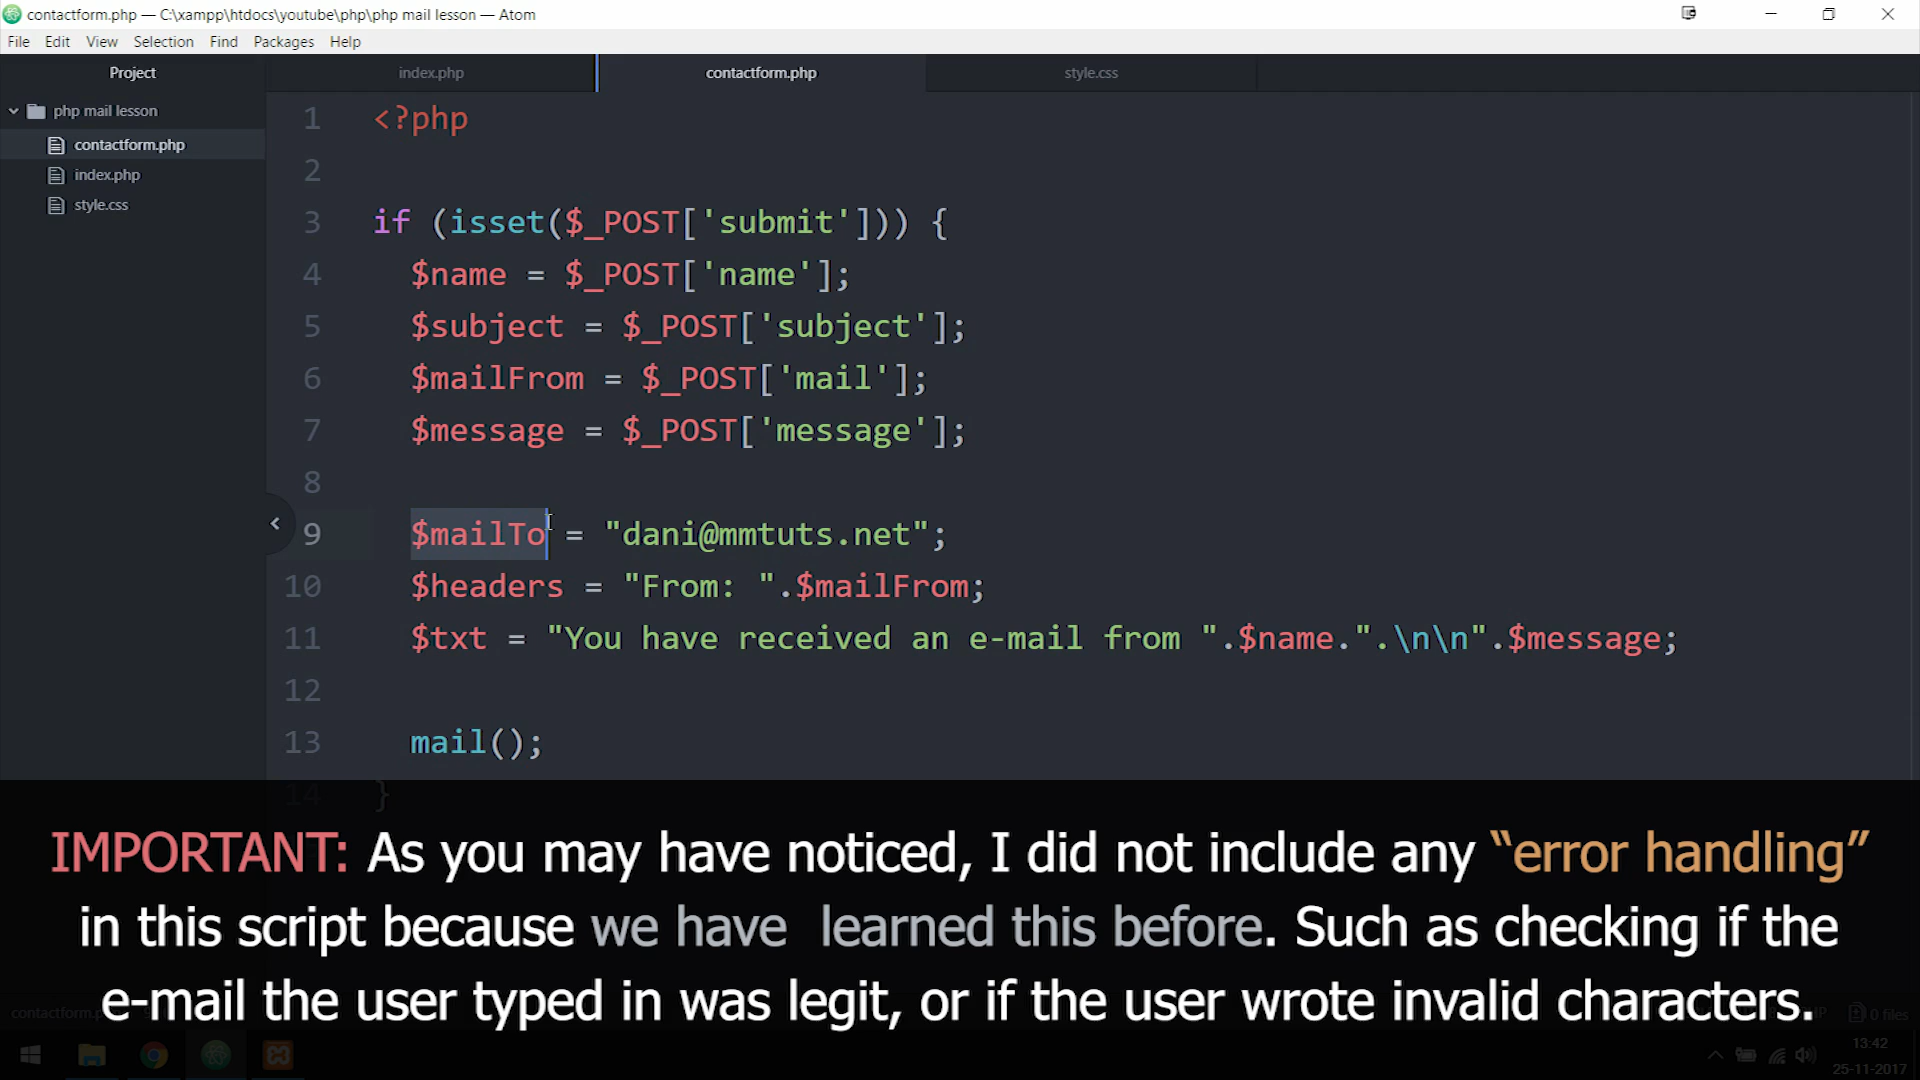 contactform.php — C:\xampp\htdocs\youtube\php\php mail lesson — Atom
File Edit View Selection Find Packages Help
Project
index.php contactform.php style.css
php mail lesson
contactform.php
index.php
style.css
1 <?php
2
3 if (isset($_POST['submit'])) {
4 $name = $_POST['name'];
5 $subject = $_POST['subject'];
6 $mailFrom = $_POST['mail'];
7 $message = $_POST['message'];
8
9 $mailTo = "dani@mmtuts.net";
10 $headers = "From: ".$mailFrom;
11 $txt = "You have received an e-mail from ".$name.".\n\n".$message;
12
13 mail();
14 }
IMPORTANT: As you may have noticed, I did not include any “error handling”
in this script because we have learned this before. Such as checking if the
e-mail the user typed in was legit, or if the user wrote invalid characters.
0 files
13:42
25-11-2017